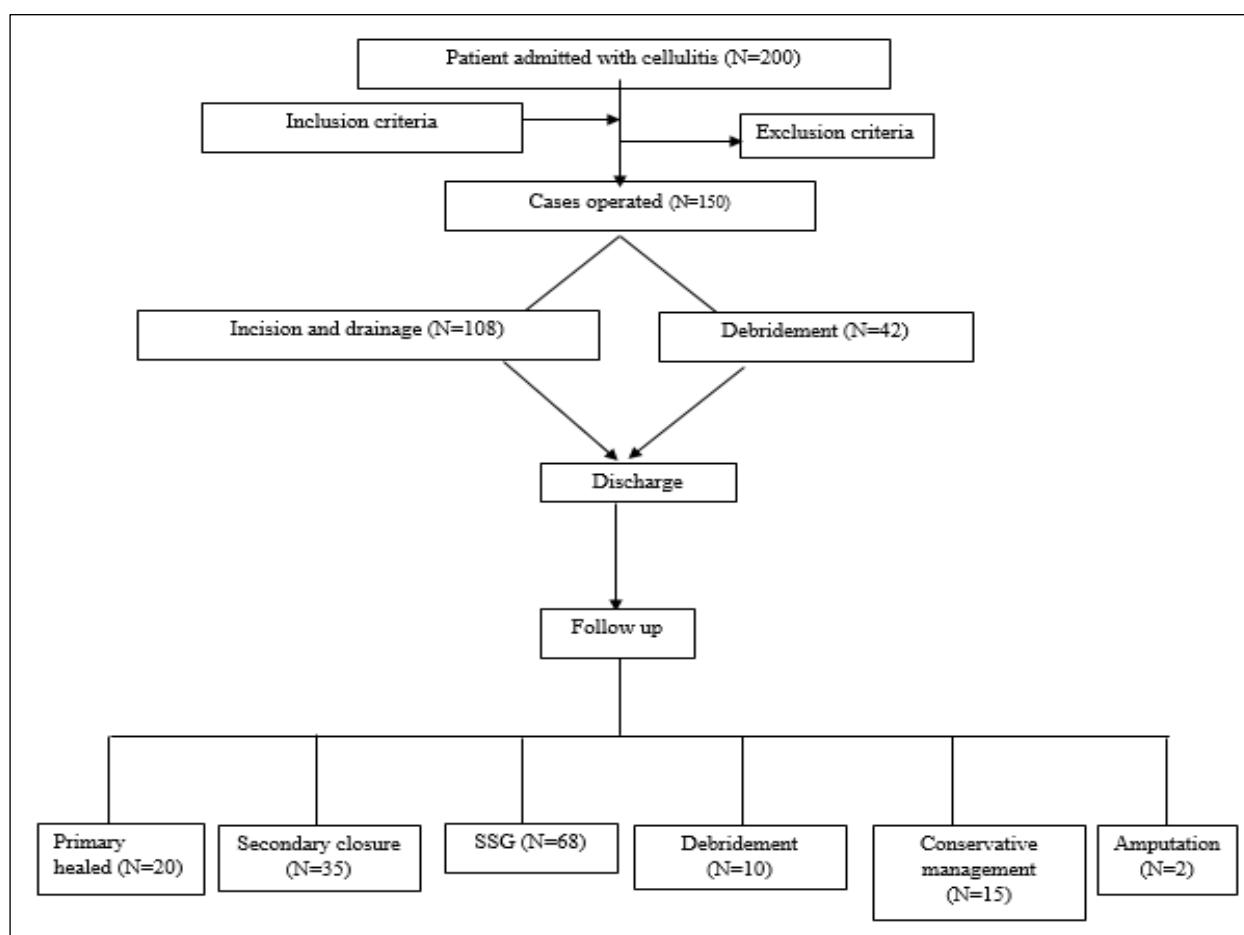 Patient admitted with cellulitis (N=200)
Inclusion criteria
Exclusion criteria
Cases operated (N=150)
Incision and drainage (N=108)
Debridement (N=42)
Discharge
Follow up
Primary
healed (N=20)
Secondary closure
(N=35)
SSG (N=68)
Debridement
(N=10)
Conservative
management
(N=15)
Amputation
(N=2)